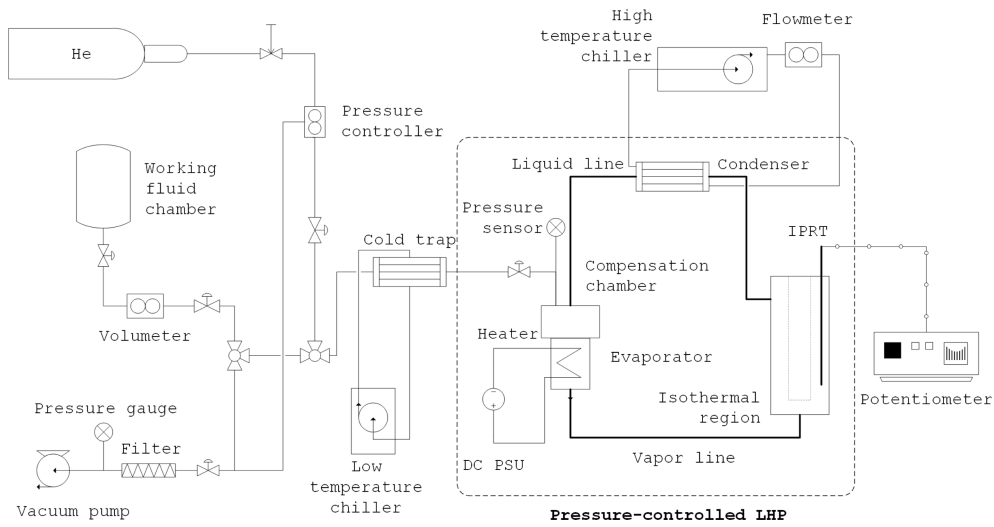 High
temperature
chiller
Flowmeter
He
Pressure
controller
Working
fluid
chamber
Liquid line
Condenser
Pressure
sensor
IPRT
Cold trap
Compensation
chamber
Volumeter
Heater
Evaporator
Isothermal
region
Potentiometer
Pressure gauge
Filter
Vapor line
DC PSU
Low
temperature
chiller
Vacuum pump
Pressure-controlled LHP